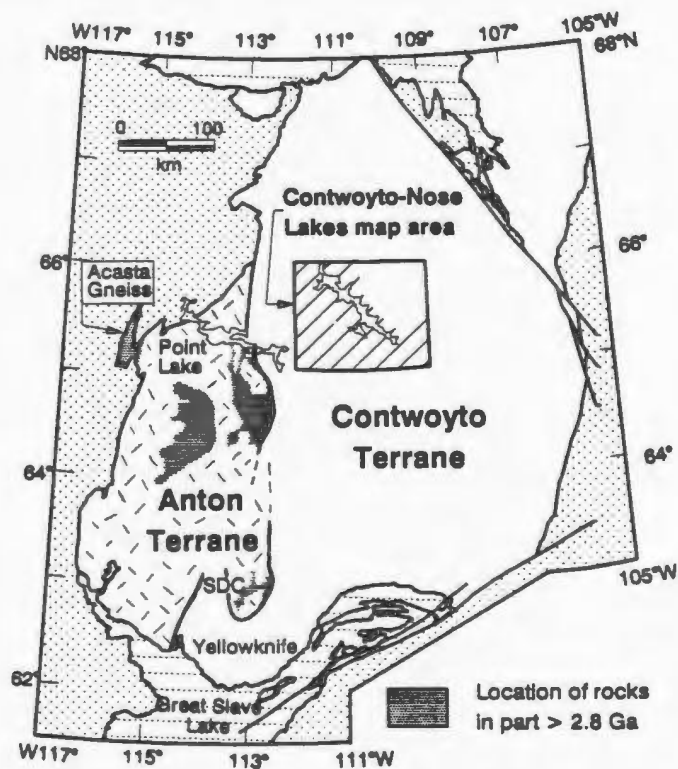 W117° 115° 113° 111° 109° 107° 105°W
N68° 68°N
0 100
km
Contwoyto-Nose
Lakes map area
66° 66°
Acasta
Gneiss
Point
Lake
Contwoyto
Terrane
64° 64°
Anton
Terrane
SDC
105°W
Yellowknife
62°
Great Slave
Lake
Location of rocks
in part > 2.8 Ga
W117° 115° 113° 111°W